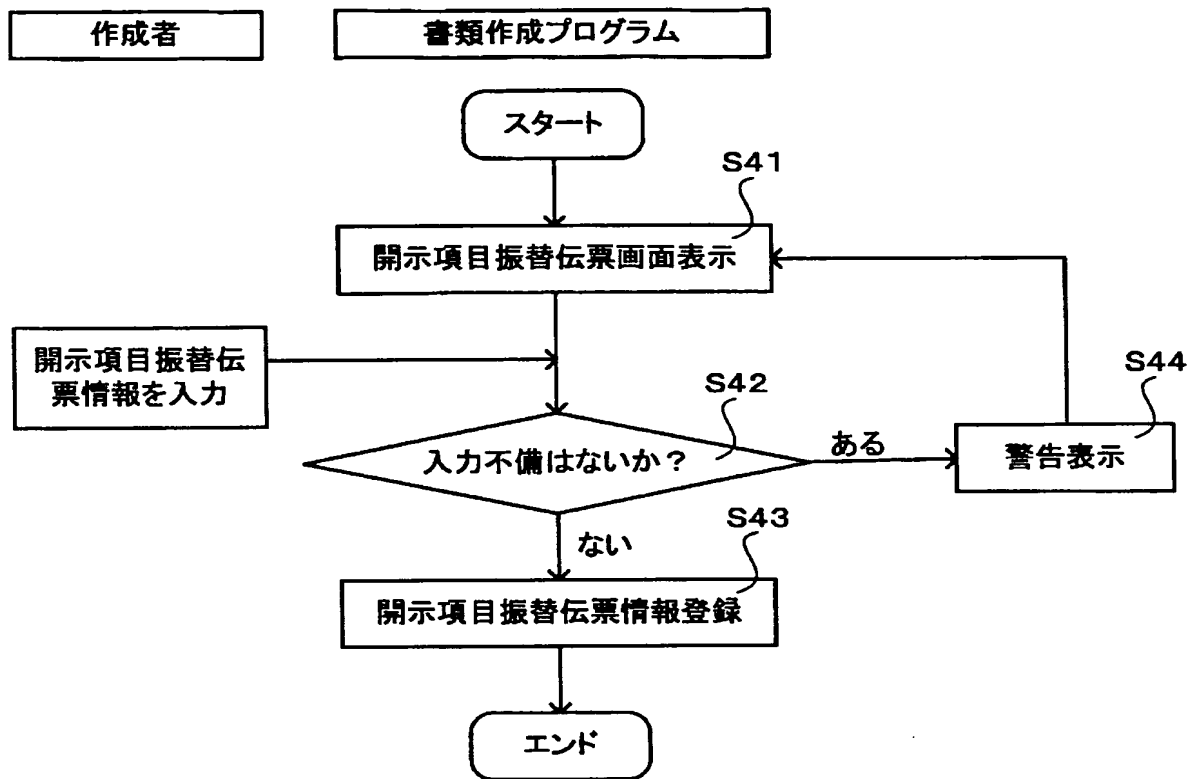 作成者
書類作成プログラム
スタート
S41
開示項目振替伝票画面表示
開示項目振替伝
票情報を入力
S42
入力不備はないか？
ある
S44
警告表示
ない
S43
開示項目振替伝票情報登録
エンド